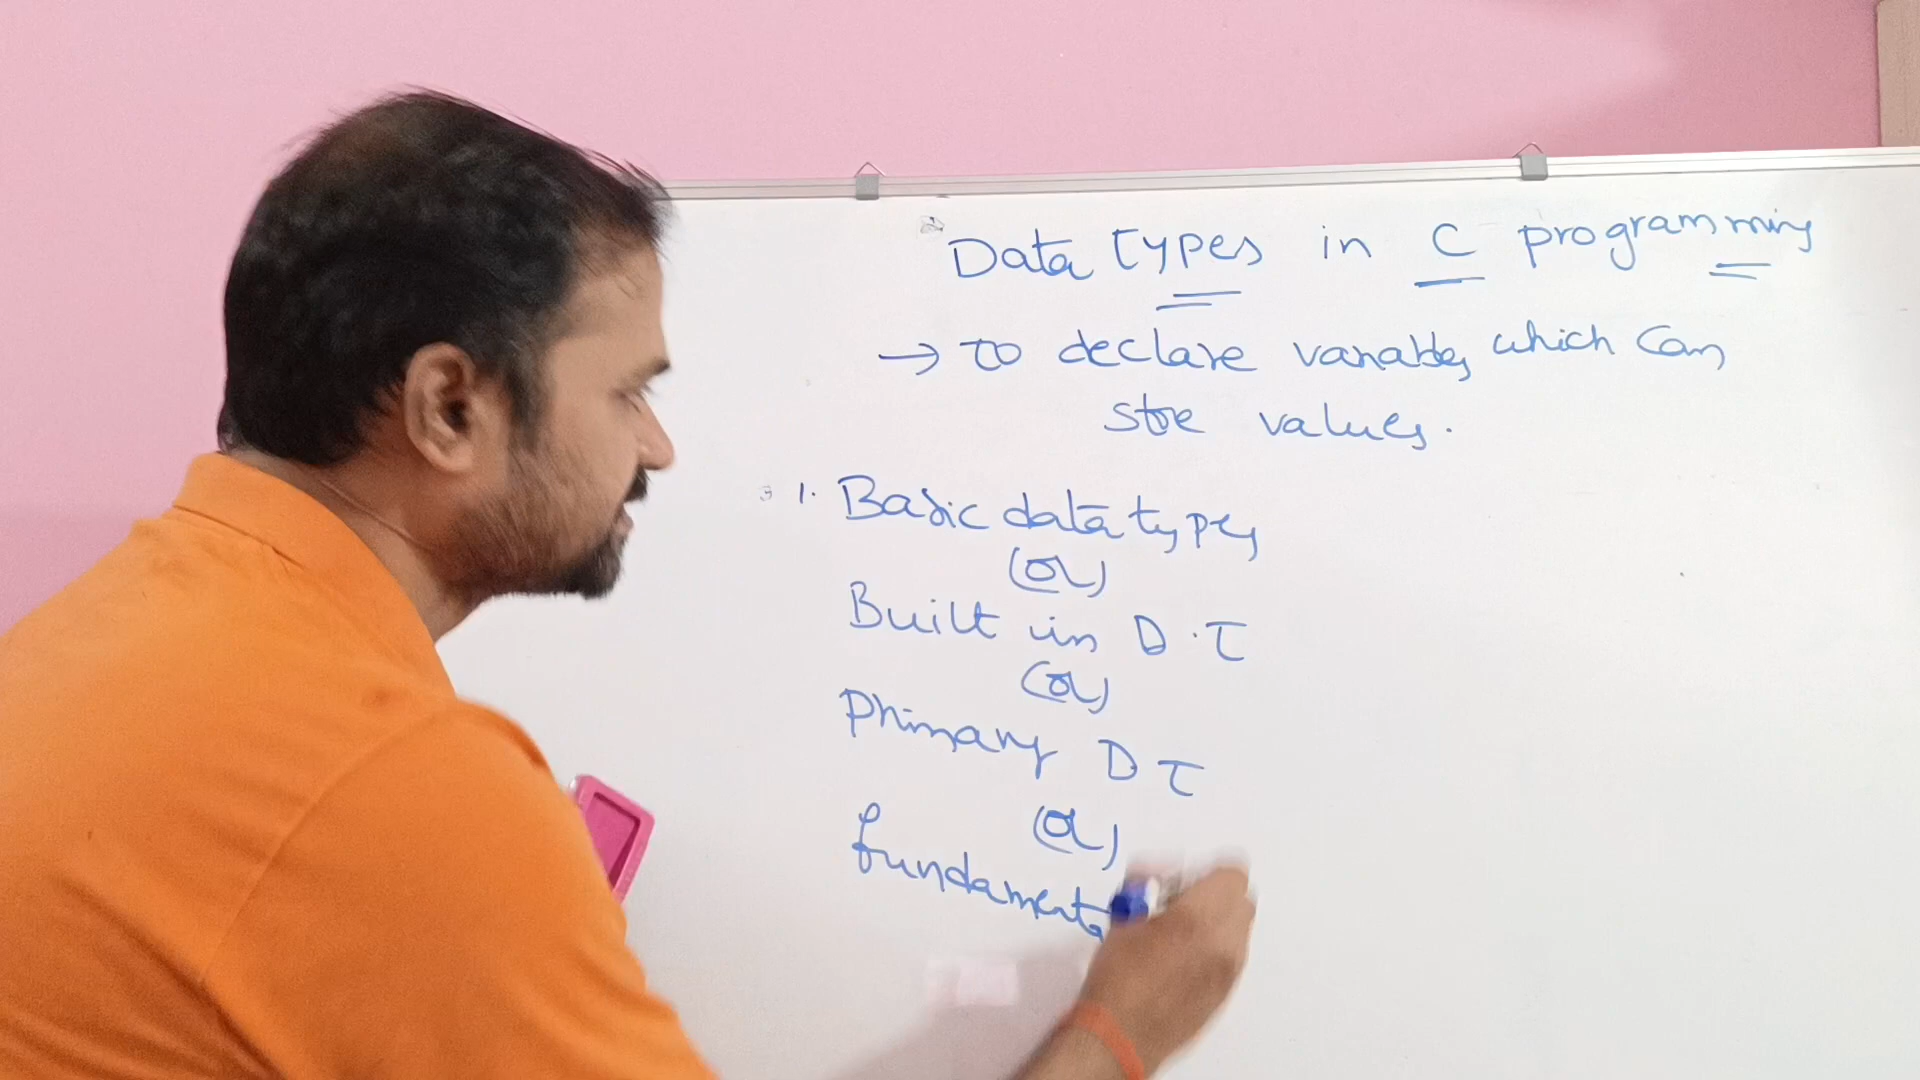 Data Types in C programming
→ to declare variables which can
store values.
1. Basic data types
(or)
Built in D.T
(or)
Primary DT
(or)
fundamenta